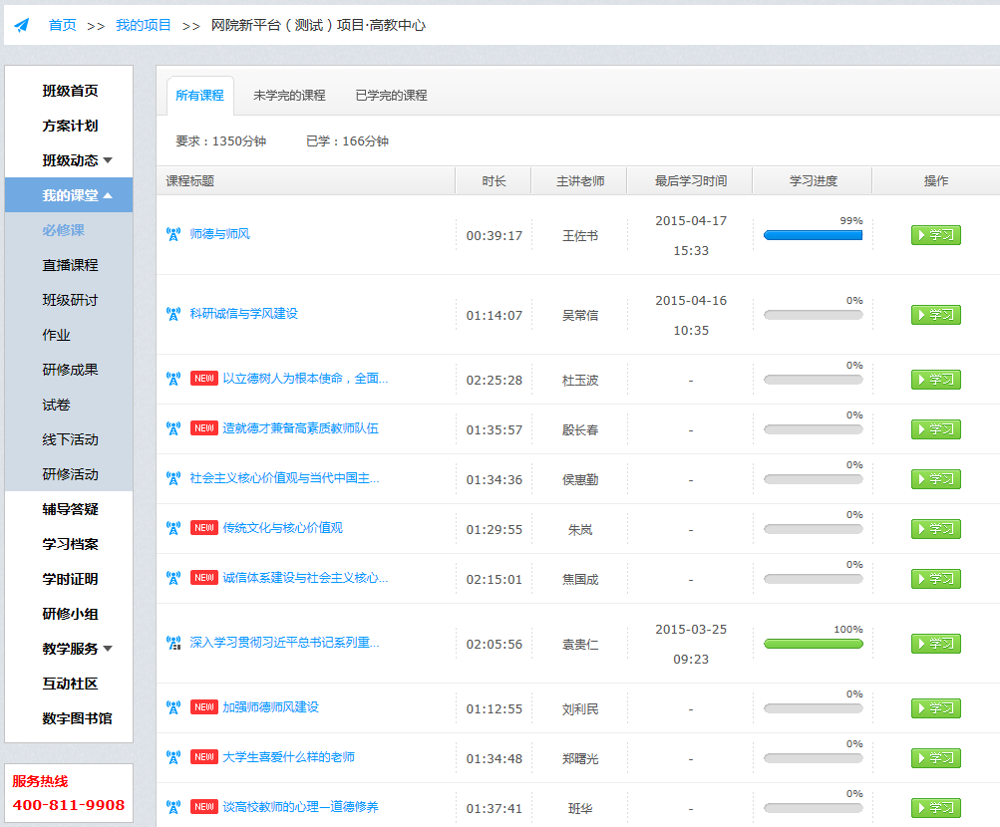 首页 >> 我的项目 >> 网院新平台（测试）项目·高教中心
班级首页
方案计划
班级动态
我的课堂
必修课
直播课程
班级研讨
作业
研修成果
试卷
线下活动
研修活动
辅导答疑
学习档案
学时证明
研修小组
教学服务
互动社区
数字图书馆
服务热线
400-811-9908
所有课程 未学完的课程 已学完的课程
要求：1350分钟 已学：166分钟
课程标题 时长 主讲老师 最后学习时间 学习进度 操作
师德与师风 00:39:17 王佐书 2015-04-17 15:33 99% 学习
科研诚信与学风建设 01:14:07 吴常信 2015-04-16 10:35 0% 学习
NEW 以立德树人为根本使命，全面... 02:25:28 杜玉波 - 0% 学习
NEW 造就德才兼备高素质教师队伍 01:35:57 殷长春 - 0% 学习
社会主义核心价值观与当代中国主... 01:34:36 侯惠勤 - 0% 学习
NEW 传统文化与核心价值观 01:29:55 朱岚 - 0% 学习
NEW 诚信体系建设与社会主义核心... 02:15:01 焦国成 - 0% 学习
深入学习贯彻习近平总书记系列重... 02:05:56 袁贵仁 2015-03-25 09:23 100% 学习
NEW 加强师德师风建设 01:12:55 刘利民 - 0% 学习
NEW 大学生喜爱什么样的老师 01:34:48 郑曙光 - 0% 学习
NEW 谈高校教师的心理—道德修养 01:37:41 班华 0% 学习